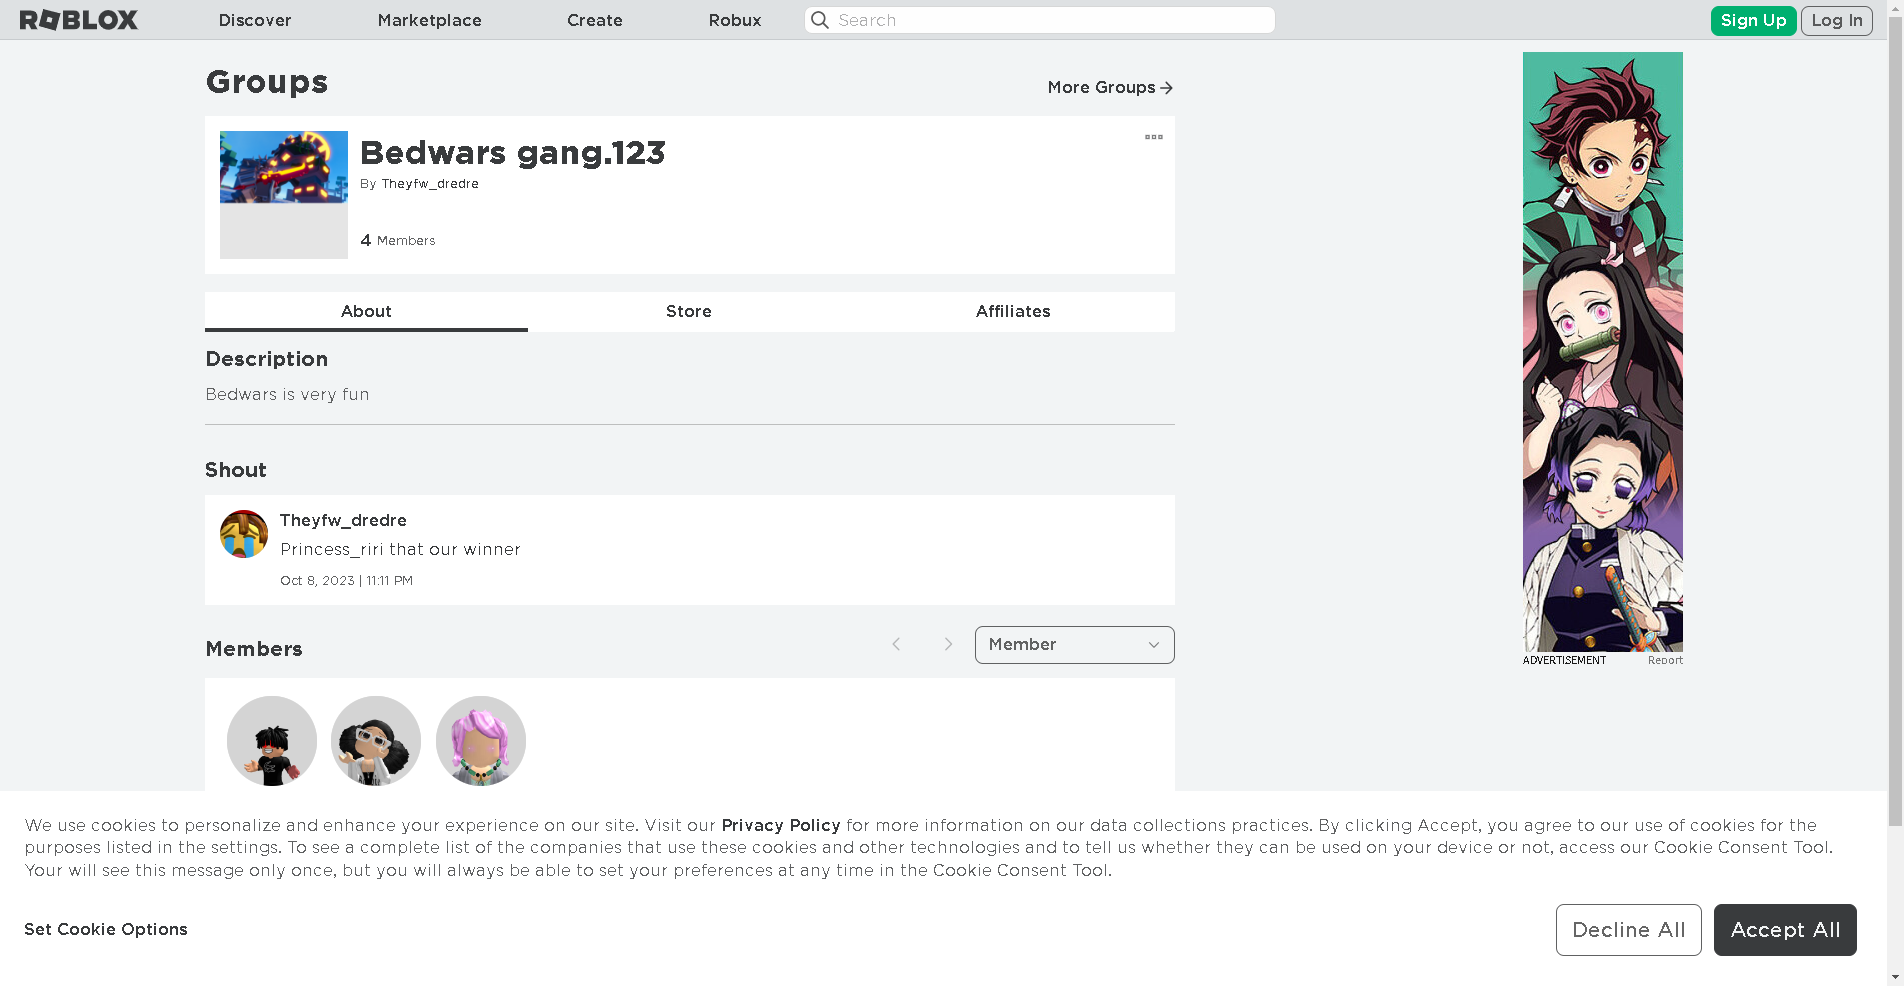 ROBLOX
Discover
Marketplace
Create
Robux
Search
Sign Up
Log In
Groups
More Groups
Bedwars gang.123
By Theyfw_dredre
4 Members
About
Store
Affiliates
Description
Bedwars is very fun
Shout
Theyfw_dredre
Princess_riri that our winner
Oct 8, 2023 | 11:11 PM
ADVERTISEMENT
Report
Members
Member
We use cookies to personalize and enhance your experience on our site. Visit our Privacy Policy for more information on our data collections practices. By clicking Accept, you agree to our use of cookies for the
purposes listed in the settings. To see a complete list of the companies that use these cookies and other technologies and to tell us whether they can be used on your device or not, access our Cookie Consent Tool.
Your will see this message only once, but you will always be able to set your preferences at any time in the Cookie Consent Tool.
Set Cookie Options
Decline All
Accept All